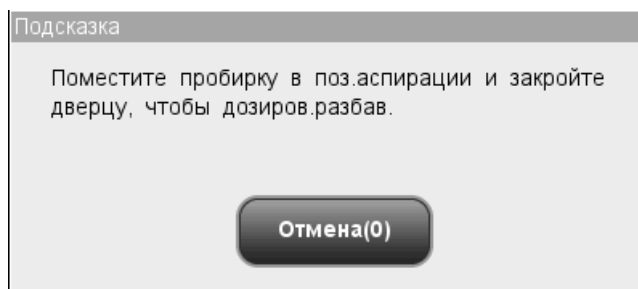 Подсказка
Поместите пробирку в поз.аспирации и закройте
дверцу, чтобы дозиров.разбав.
Отмена(0)